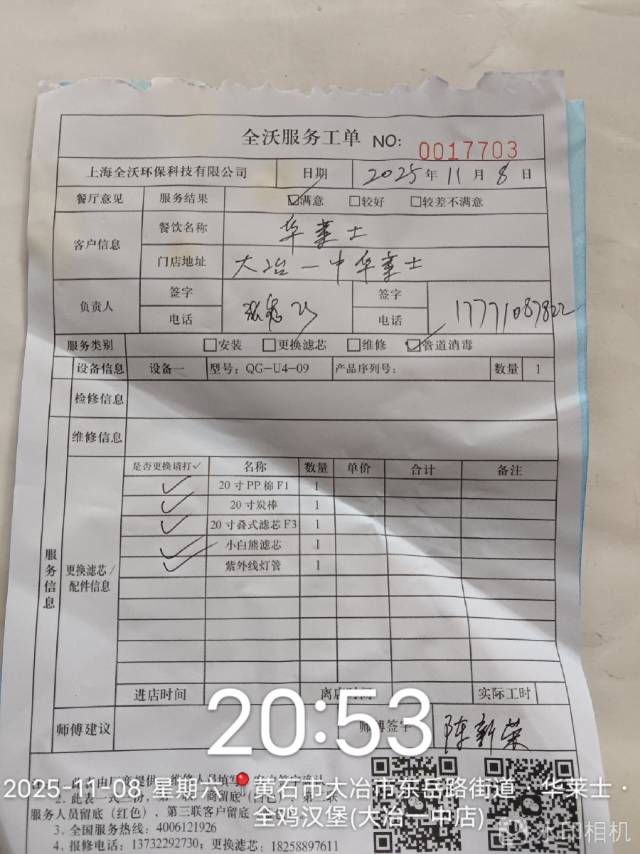 全沃服务工单 NO: 0017703
上海全沃环保科技有限公司 日期 2025年 11月 8日
餐厅意见 服务结果 ☑满意 □较好 □较差不满意
客户信息 餐饮名称 华莱士
门店地址 大冶一中华莱士
负责人 签字 签字
电话 电话 17771087822
服务类别 □安装 □更换滤芯 □维修 ☑管道消毒
设备信息 设备一 型号: QG-U4-09 产品序列号: 数量 1
检修信息
维修信息
服务信息
更换滤芯/配件信息
是否更换请打✓ 名称 数量 单价 合计 备注
✓ 20寸PP棉F1 1
✓ 20寸炭棒 1
✓ 20寸叠式滤芯F3 1
✓ 小白熊滤芯 1
✓ 紫外线灯管 1
进店时间 离店时间 实际工时
师傅建议 师傅签字 陈新荣
20:53
2025-11-08 星期六 黄石市大冶市东岳路街道·华莱士·
全鸡汉堡(大冶一中店)
服务人员留底(红色), 第三联客户留底
3. 全国服务热线: 4006121926
4. 报修电话: 13732292730; 更换滤芯: 18258897611
水印相机